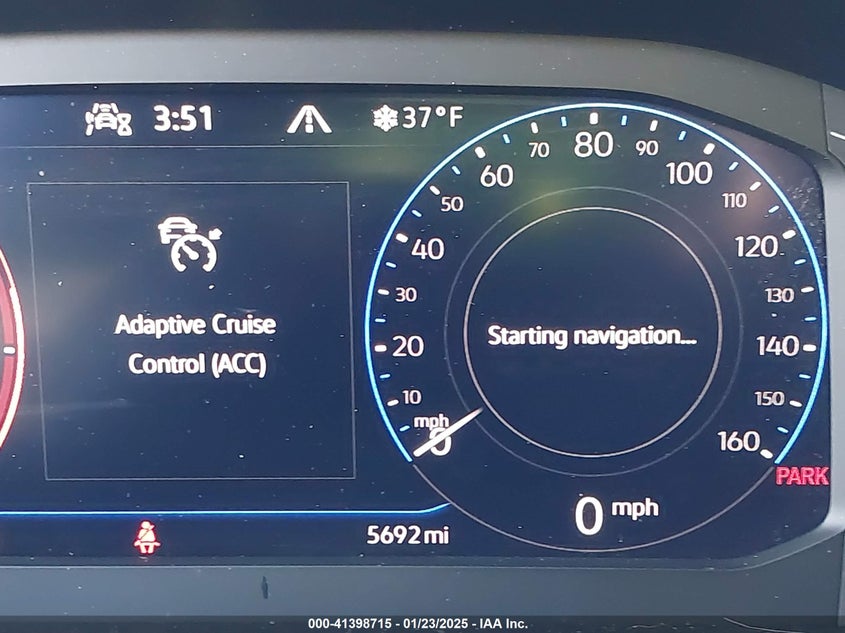 3:51
37°F
Adaptive Cruise
Control (ACC)
Starting navigation...
mph
0
10
20
30
40
50
60
70
80
90
100
110
120
130
140
150
160
PARK
0 mph
5692 mi
000-41398715 - 01/23/2025 - IAA Inc.